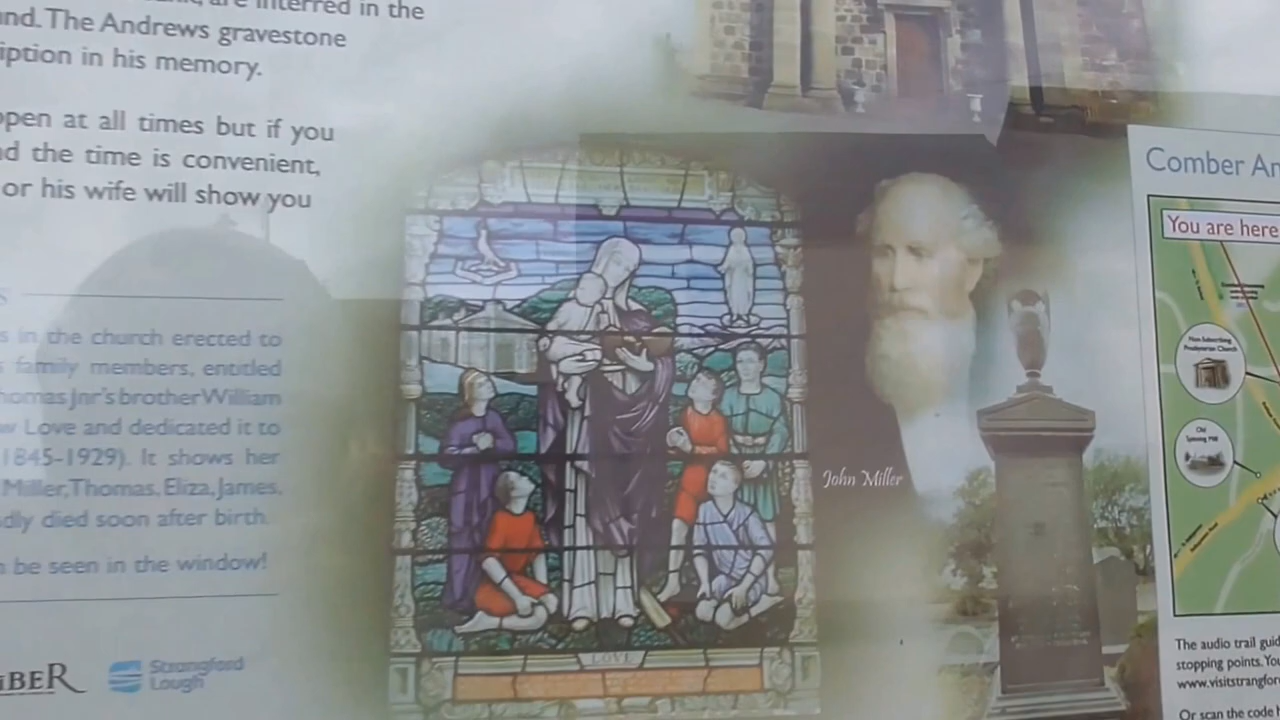 are interred in the
and. The Andrews gravestone
iption in his memory.
open at all times but if you
nd the time is convenient,
or his wife will show you
s in the church erected to
s family members, entitled
homas Jnr's brother William
w Love and dedicated it to
1845-1929). It shows her
Miller, Thomas, Eliza, James,
dly died soon after birth.
n be seen in the window!
BER
Strangford
Lough
LOVE
John Miller
Comber An
You are here
Non Subscribing
Presbyterian Church
Old
Spinning Mill
The audio trail guid
stopping points. You
www.visitstrangfor
Or scan the code b